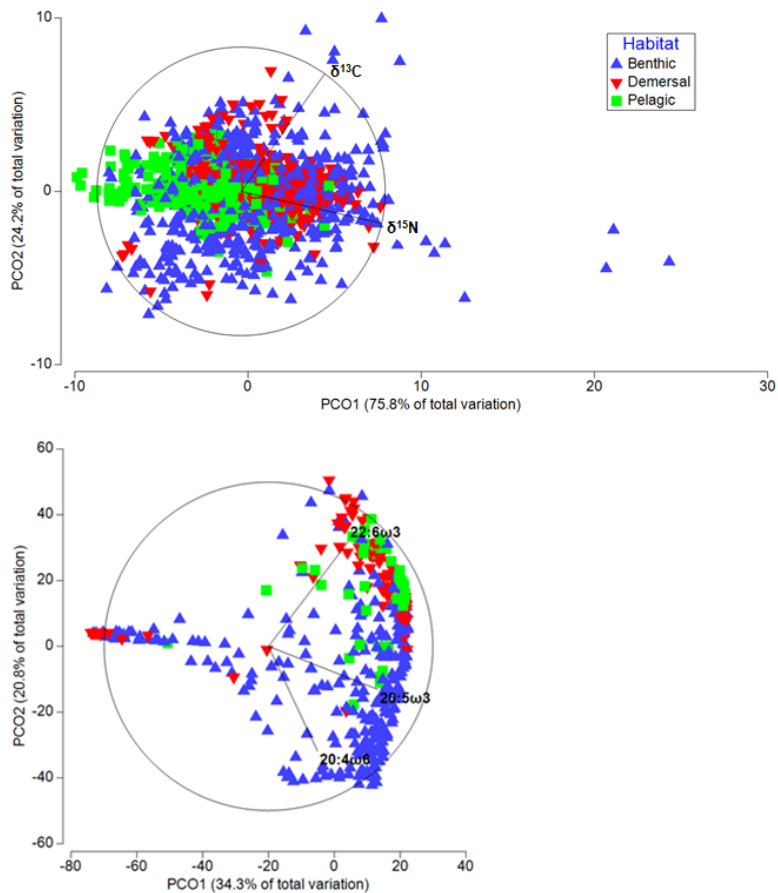 10
0
-10
PCO2 (24.2% of total variation)
δ¹³C
δ¹⁵N
Habitat
Benthic
Demersal
Pelagic
-10 0 10 20 30
PCO1 (75.8% of total variation)
60
40
20
0
-20
-40
-60
PCO2 (20.8% of total variation)
22:6ω3
20:5ω3
20:4ω6
-80 -60 -40 -20 0 20 40
PCO1 (34.3% of total variation)